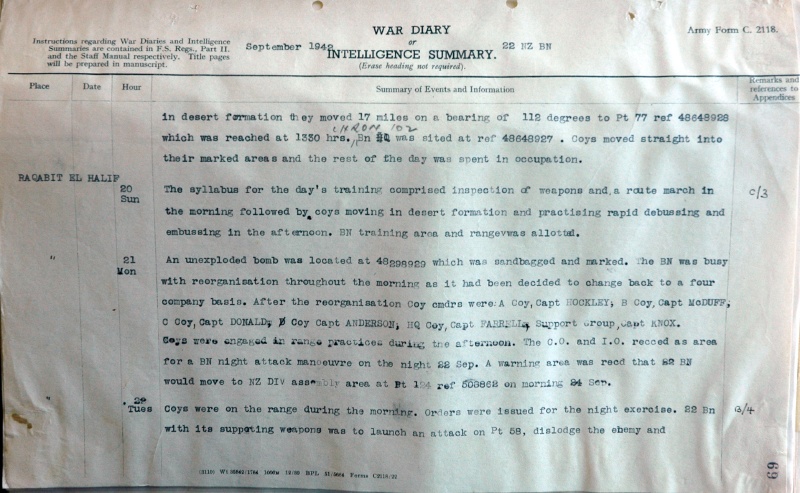 Instructions regarding War Diaries and Intelligence
Summaries are contained in F.S. Regs., Part II.
and the Staff Manual respectively. Title pages
will be prepared in manuscript.
September 1942
WAR DIARY
or
INTELLIGENCE SUMMARY.
(Erase heading not required).
22 NZ BN
Army Form C. 2118.
Place Date Hour Summary of Events and Information Remarks and references to Appendices
in desert formation they moved 17 miles on a bearing of 112 degrees to Pt 77 ref 48648928
102
which was reached at 1330 hrs. Bn HQ was sited at ref 48648927 . Coys moved straight into
their marked areas and the rest of the day was spent in occupation.
RAQABIT EL HALIF
20
Sun
The syllabus for the day's training comprised inspection of weapons and, a route march in
the morning followed by coys moving in desert formation and practising rapid debussing and
embussing in the afternoon. BN training area and rangevwas allotted.
C/3
"
21
Mon
An unexploded bomb was located at 48298929 which was sandbagged and marked. The BN was busy
with reorganisation throughout the morning as it had been decided to change back to a four
company basis. After the reorganisation Coy cmdrs were: A Coy, Capt HOCKLEY; B Coy, Capt McDUFF;
C Coy, Capt DONALD; D Coy Capt ANDERSON; HQ Coy, Capt FARRELL; Support Group, Capt KNOX.
Coys were engaged in range practices during the afternoon. The C.O. and I.O. recced as area
for a BN night attack manoeuvre on the night 22 Sep. A warning area was recd that 22 BN
would move to NZ DIV assembly area at Pt ref 508862 on morning 24 Sep.
"
Tues
Coys were on the range during the morning. Orders were issued for the night exercise. 22 Bn
with its suppoting weapons was to launch an attack on Pt 58, dislodge the ebemy and
B/4
69